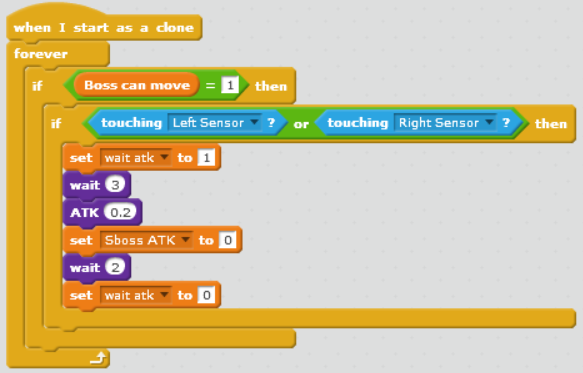 when I start as a clone
forever
if Boss can move = 1 then
if touching Left Sensor ? or touching Right Sensor ? then
set wait atk to 1
wait 3
ATK 0.2
set Sboss ATK to 0
wait 2
set wait atk to 0